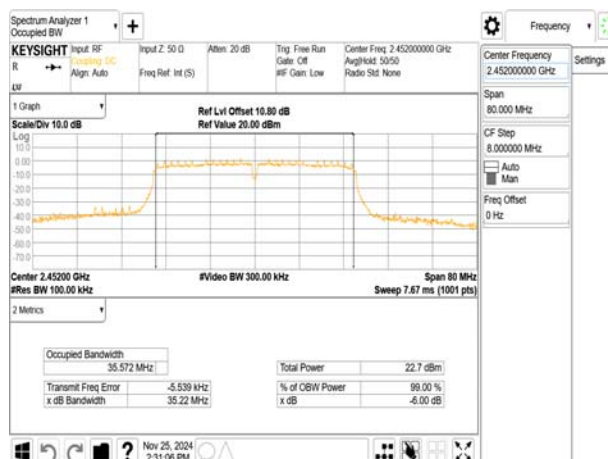 Spectrum Analyzer 1
Occupied BW
+
Frequency
KEYSIGHT
R
Input: RF
Coupling: DC
Align: Auto
Input Z: 50 Ω
Freq Ref: Int (S)
Atten: 20 dB
Trig: Free Run
Gate: Off
#IF Gain: Low
Center Freq: 2.452000000 GHz
Avg|Hold: 50/50
Radio Std: None
Center Frequency
2.452000000 GHz
Settings
Span
80.000 MHz
CF Step
8.000000 MHz
Auto
Man
Freq Offset
0 Hz
1 Graph
Scale/Div 10.0 dB
Ref Lvl Offset 10.80 dB
Ref Value 20.00 dBm
Log
10.0
0.00
-10.0
-20.0
-30.0
-40.0
-50.0
-60.0
-70.0
Center 2.45200 GHz
#Res BW 100.00 kHz
#Video BW 300.00 kHz
Span 80 MHz
Sweep 7.67 ms (1001 pts)
2 Metrics
Occupied Bandwidth
35.572 MHz
Transmit Freq Error -5.539 kHz
x dB Bandwidth 35.22 MHz
Total Power 22.7 dBm
% of OBW Power 99.00 %
x dB -6.00 dB
?
Nov 25, 2024
2:31:06 PM